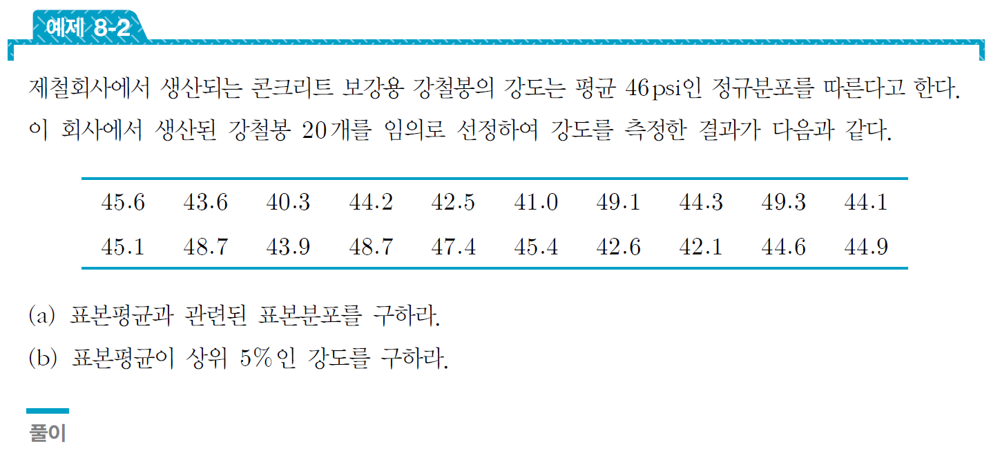 예제 8-2
제철회사에서 생산되는 콘크리트 보강용 강철봉의 강도는 평균 46psi인 정규분포를 따른다고 한다.
이 회사에서 생산된 강철봉 20개를 임의로 선정하여 강도를 측정한 결과가 다음과 같다.
45.6 43.6 40.3 44.2 42.5 41.0 49.1 44.3 49.3 44.1
45.1 48.7 43.9 48.7 47.4 45.4 42.6 42.1 44.6 44.9
(a) 표본평균과 관련된 표본분포를 구하라.
(b) 표본평균이 상위 5%인 강도를 구하라.
풀이